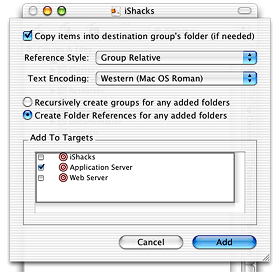 iShacks
Copy items into destination group's folder (if needed)
Reference Style: Group Relative
Text Encoding: Western (Mac OS Roman)
Recursively create groups for any added folders
Create Folder References for any added folders
Add To Targets
iShacks
Application Server
Web Server
Cancel Add